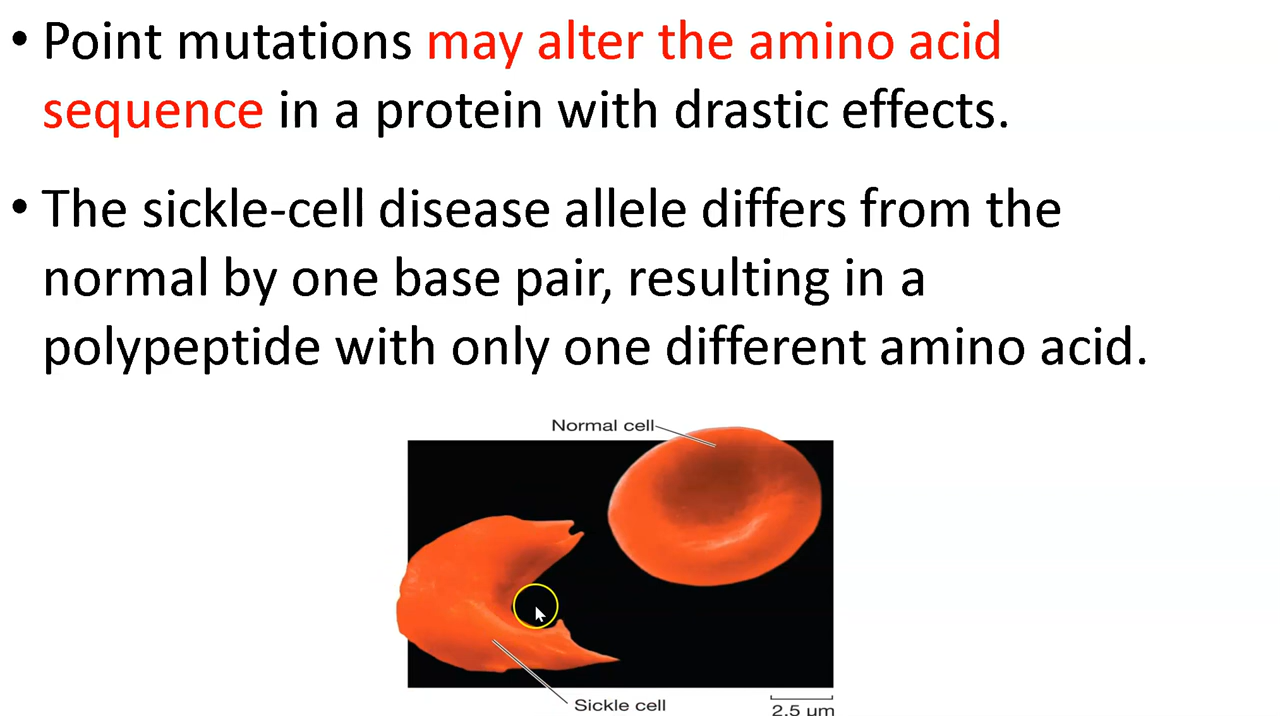 • Point mutations may alter the amino acid
sequence in a protein with drastic effects.
• The sickle-cell disease allele differs from the
normal by one base pair, resulting in a
polypeptide with only one different amino acid.
Normal cell
Sickle cell
2.5 µm